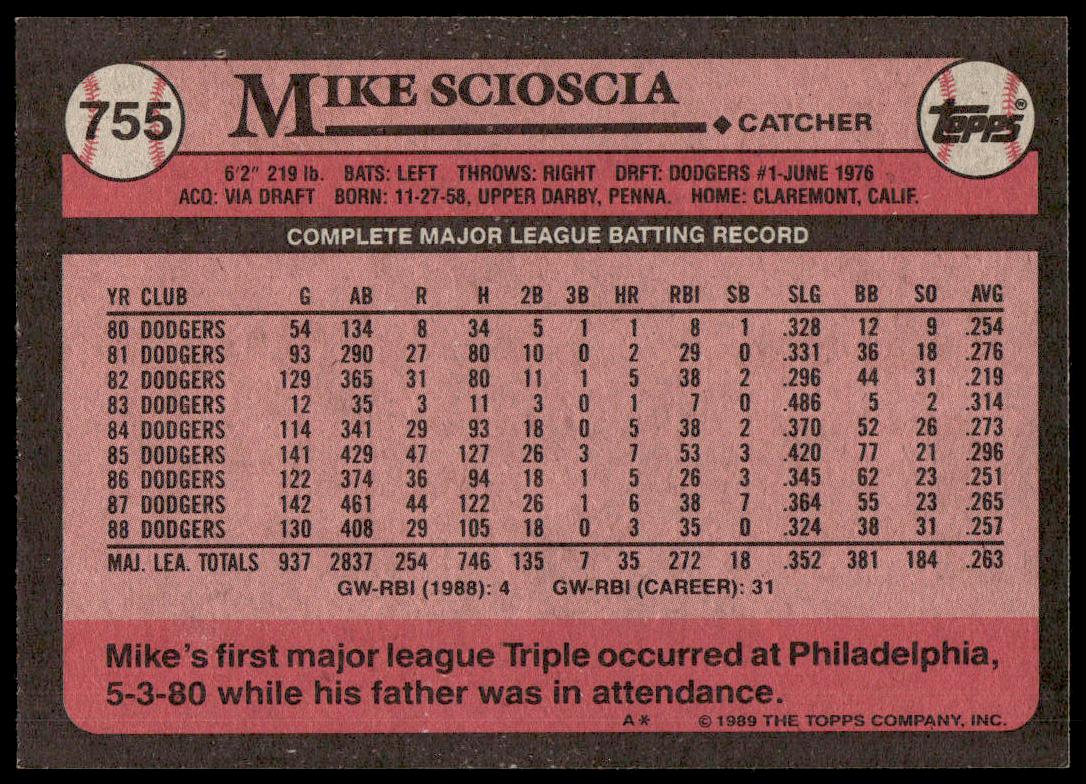 755
MIKE SCIOSCIA
◆ CATCHER
TOPPS®
6'2" 219 lb. BATS: LEFT THROWS: RIGHT DRFT: DODGERS #1-JUNE 1976
ACQ: VIA DRAFT BORN: 11-27-58, UPPER DARBY, PENNA. HOME: CLAREMONT, CALIF.
COMPLETE MAJOR LEAGUE BATTING RECORD
YR CLUB G AB R H 2B 3B HR RBI SB SLG BB SO AVG
80 DODGERS 54 134 8 34 5 1 1 8 1 .328 12 9 .254
81 DODGERS 93 290 27 80 10 0 2 29 0 .331 36 18 .276
82 DODGERS 129 365 31 80 11 1 5 38 2 .296 44 31 .219
83 DODGERS 12 35 3 11 3 0 1 7 0 .486 5 2 .314
84 DODGERS 114 341 29 93 18 0 5 38 2 .370 52 26 .273
85 DODGERS 141 429 47 127 26 3 7 53 3 .420 77 21 .296
86 DODGERS 122 374 36 94 18 1 5 26 3 .345 62 23 .251
87 DODGERS 142 461 44 122 26 1 6 38 7 .364 55 23 .265
88 DODGERS 130 408 29 105 18 0 3 35 0 .324 38 31 .257
MAJ. LEA. TOTALS 937 2837 254 746 135 7 35 272 18 .352 381 184 .263
GW-RBI (1988): 4 GW-RBI (CAREER): 31
Mike's first major league Triple occurred at Philadelphia,
5-3-80 while his father was in attendance.
A* © 1989 THE TOPPS COMPANY, INC.